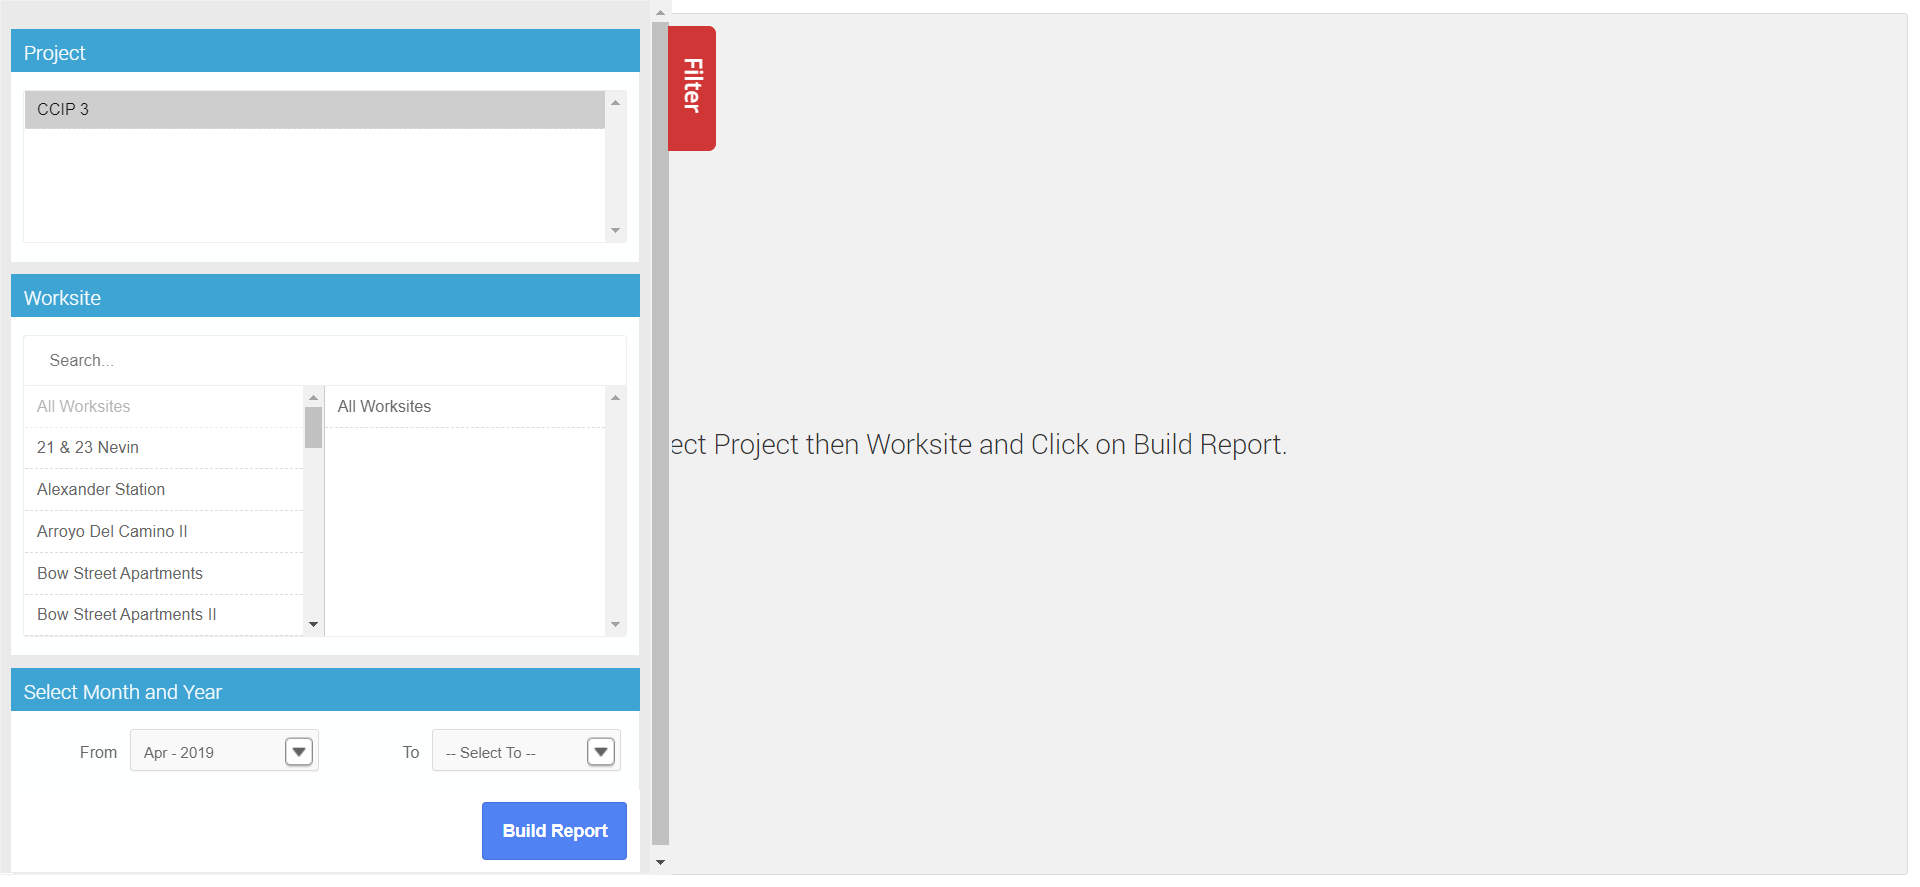 Project
CCIP 3
Filter
Worksite
Search...
All Worksites
All Worksites
21 & 23 Nevin
Alexander Station
Arroyo Del Camino II
Bow Street Apartments
Bow Street Apartments II
ect Project then Worksite and Click on Build Report.
Select Month and Year
From Apr - 2019 To -- Select To --
Build Report